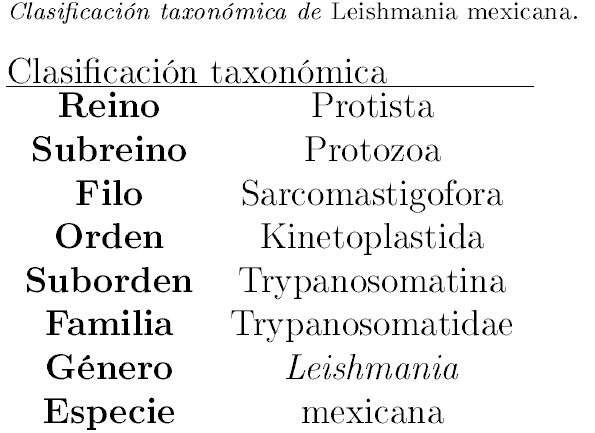 Clasificación taxonómica de Leishmania mexicana.
Clasificación taxonómica
Reino Protista
Subreino Protozoa
Filo Sarcomastigofora
Orden Kinetoplastida
Suborden Trypanosomatina
Familia Trypanosomatidae
Género Leishmania
Especie mexicana